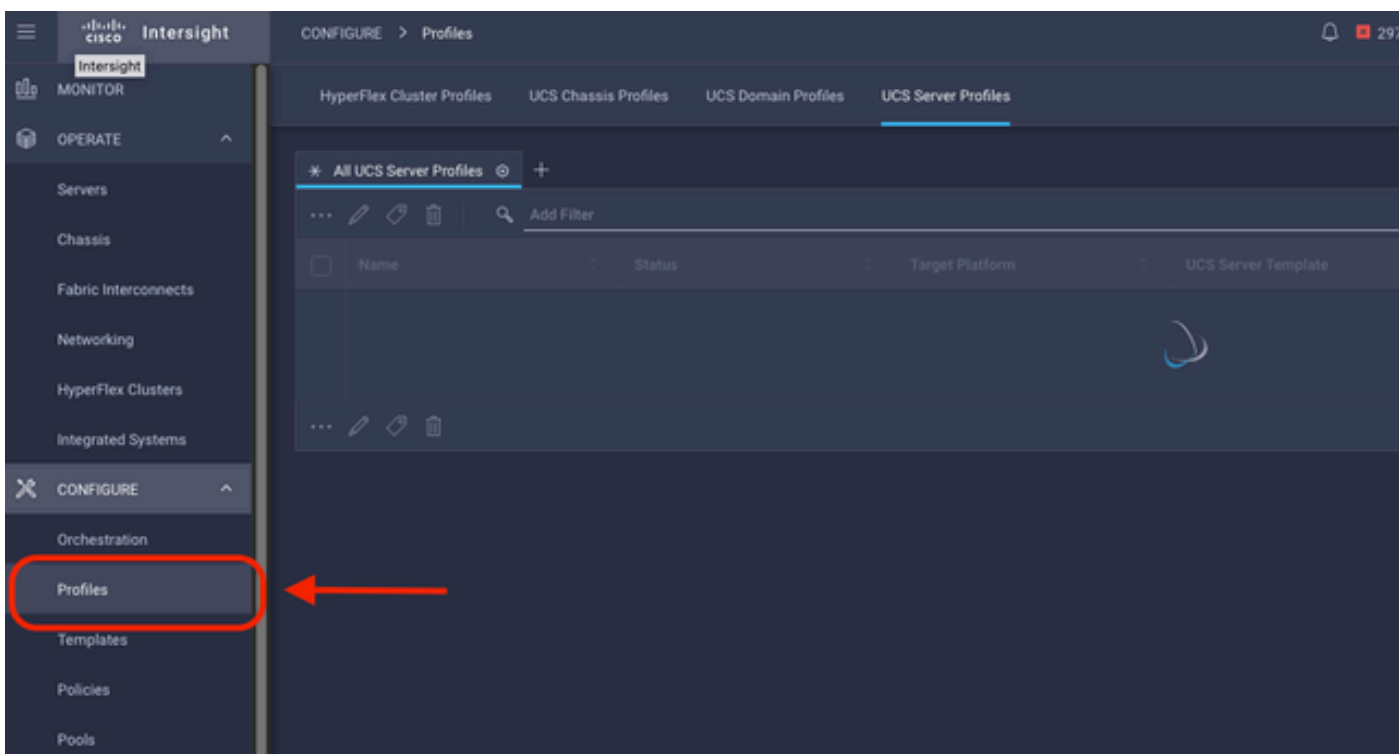 cisco Intersight
CONFIGURE > Profiles
297
Intersight
MONITOR
HyperFlex Cluster Profiles UCS Chassis Profiles UCS Domain Profiles UCS Server Profiles
OPERATE
All UCS Server Profiles
Servers
Add Filter
Chassis
Name Status Target Platform UCS Server Template
Fabric Interconnects
Networking
HyperFlex Clusters
Integrated Systems
CONFIGURE
Orchestration
Profiles
Templates
Policies
Pools